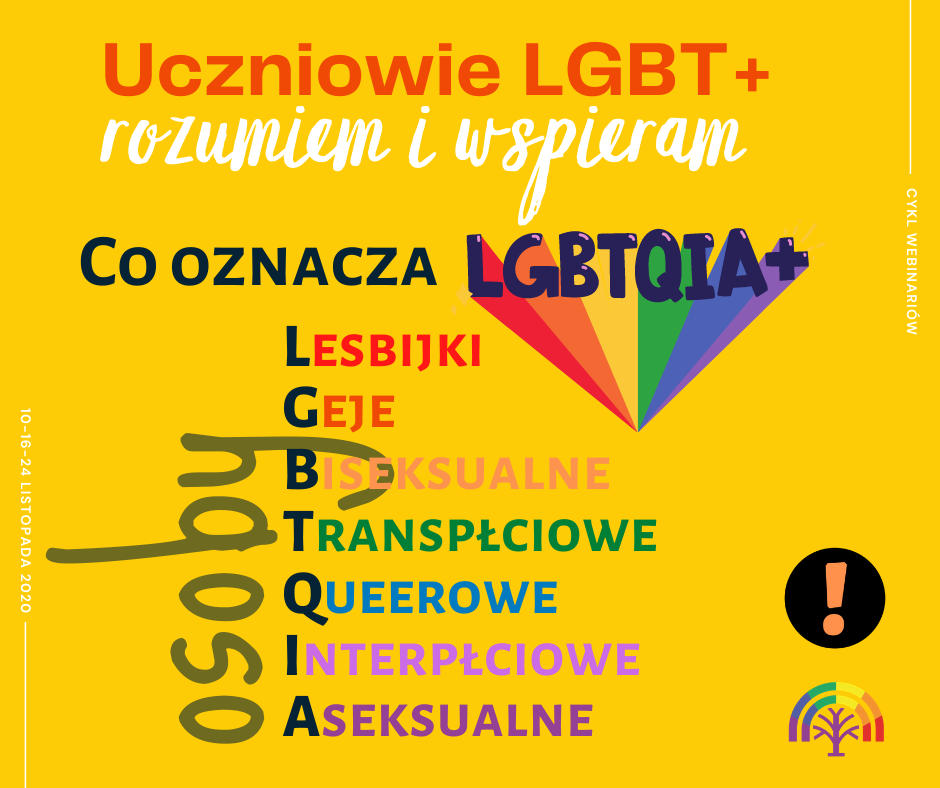 Uczniowie LGBT+
rozumiem i wspieram
CYKL WEBINARIÓW
Co oznacza LGBTQIA+
osoby
Lesbijki
Geje
Biseksualne
Transpłciowe
Queerowe
Interpłciowe
Aseksualne
!
10-16-24 LISTOPADA 2020